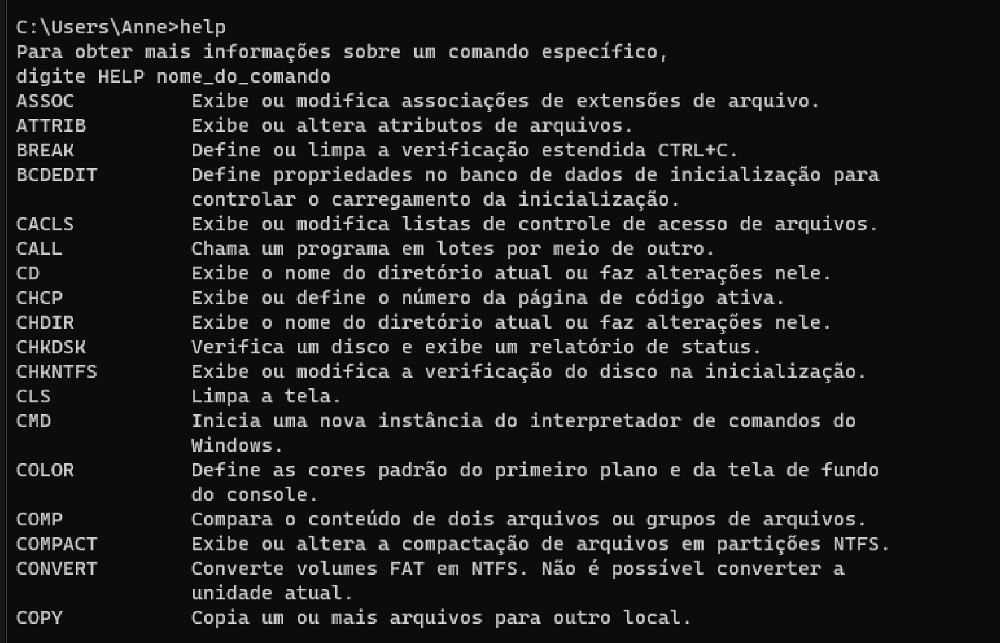 C:\Users\Anne>help
Para obter mais informações sobre um comando específico,
digite HELP nome_do_comando
ASSOC          Exibe ou modifica associações de extensões de arquivo.
ATTRIB         Exibe ou altera atributos de arquivos.
BREAK          Define ou limpa a verificação estendida CTRL+C.
BCDEDIT        Define propriedades no banco de dados de inicialização para
               controlar o carregamento da inicialização.
CACLS          Exibe ou modifica listas de controle de acesso de arquivos.
CALL           Chama um programa em lotes por meio de outro.
CD             Exibe o nome do diretório atual ou faz alterações nele.
CHCP           Exibe ou define o número da página de código ativa.
CHDIR          Exibe o nome do diretório atual ou faz alterações nele.
CHKDSK         Verifica um disco e exibe um relatório de status.
CHKNTFS        Exibe ou modifica a verificação do disco na inicialização.
CLS            Limpa a tela.
CMD            Inicia uma nova instância do interpretador de comandos do
               Windows.
COLOR          Define as cores padrão do primeiro plano e da tela de fundo
               do console.
COMP           Compara o conteúdo de dois arquivos ou grupos de arquivos.
COMPACT        Exibe ou altera a compactação de arquivos em partições NTFS.
CONVERT        Converte volumes FAT em NTFS. Não é possível converter a
               unidade atual.
COPY           Copia um ou mais arquivos para outro local.